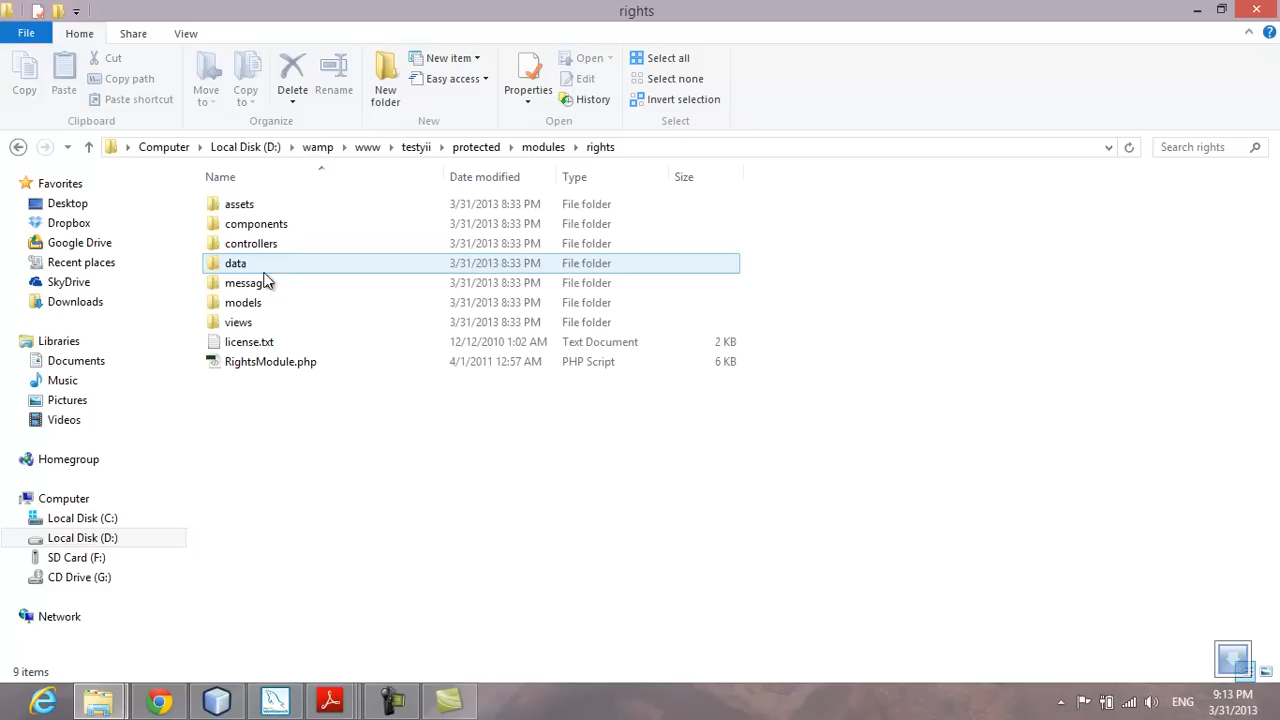 rights
File Home Share View
Copy
Paste
Cut
Copy path
Paste shortcut
Clipboard
Move to
Copy to
Delete
Rename
Organize
New folder
New item
Easy access
New
Properties
Open
Edit
History
Open
Select all
Select none
Invert selection
Select
Computer Local Disk (D:) wamp www testyii protected modules rights
Search rights
Name Date modified Type Size
Favorites
Desktop
Dropbox
Google Drive
Recent places
SkyDrive
Downloads
Libraries
Documents
Music
Pictures
Videos
Homegroup
Computer
Local Disk (C:)
Local Disk (D:)
SD Card (F:)
CD Drive (G:)
Network
assets 3/31/2013 8:33 PM File folder
components 3/31/2013 8:33 PM File folder
controllers 3/31/2013 8:33 PM File folder
data 3/31/2013 8:33 PM File folder
3/31/2013 8:33 PM File folder
models 3/31/2013 8:33 PM File folder
views 3/31/2013 8:33 PM File folder
license.txt 12/12/2010 1:02 AM Text Document 2 KB
RightsModule.php 4/1/2011 12:57 AM PHP Script 6 KB
9 items
ENG
9:13 PM
3/31/2013